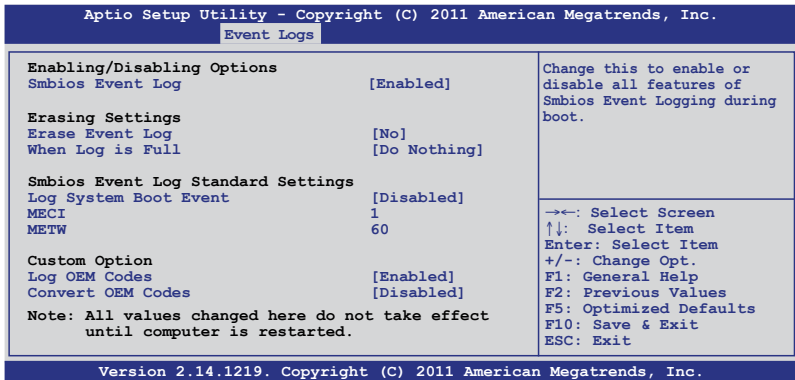 Aptio Setup Utility - Copyright (C) 2011 American Megatrends, Inc.
Event Logs
Enabling/Disabling Options
Smbios Event Log [Enabled]
Erasing Settings
Erase Event Log [No]
When Log is Full [Do Nothing]
Smbios Event Log Standard Settings
Log System Boot Event [Disabled]
MECI 1
METW 60
Custom Option
Log OEM Codes [Enabled]
Convert OEM Codes [Disabled]
Note: All values changed here do not take effect
until computer is restarted.
Change this to enable or
disable all features of
Smbios Event Logging during
boot.
→←: Select Screen
↑↓: Select Item
Enter: Select Item
+/-: Change Opt.
F1: General Help
F2: Previous Values
F5: Optimized Defaults
F10: Save & Exit
ESC: Exit
Version 2.14.1219. Copyright (C) 2011 American Megatrends, Inc.